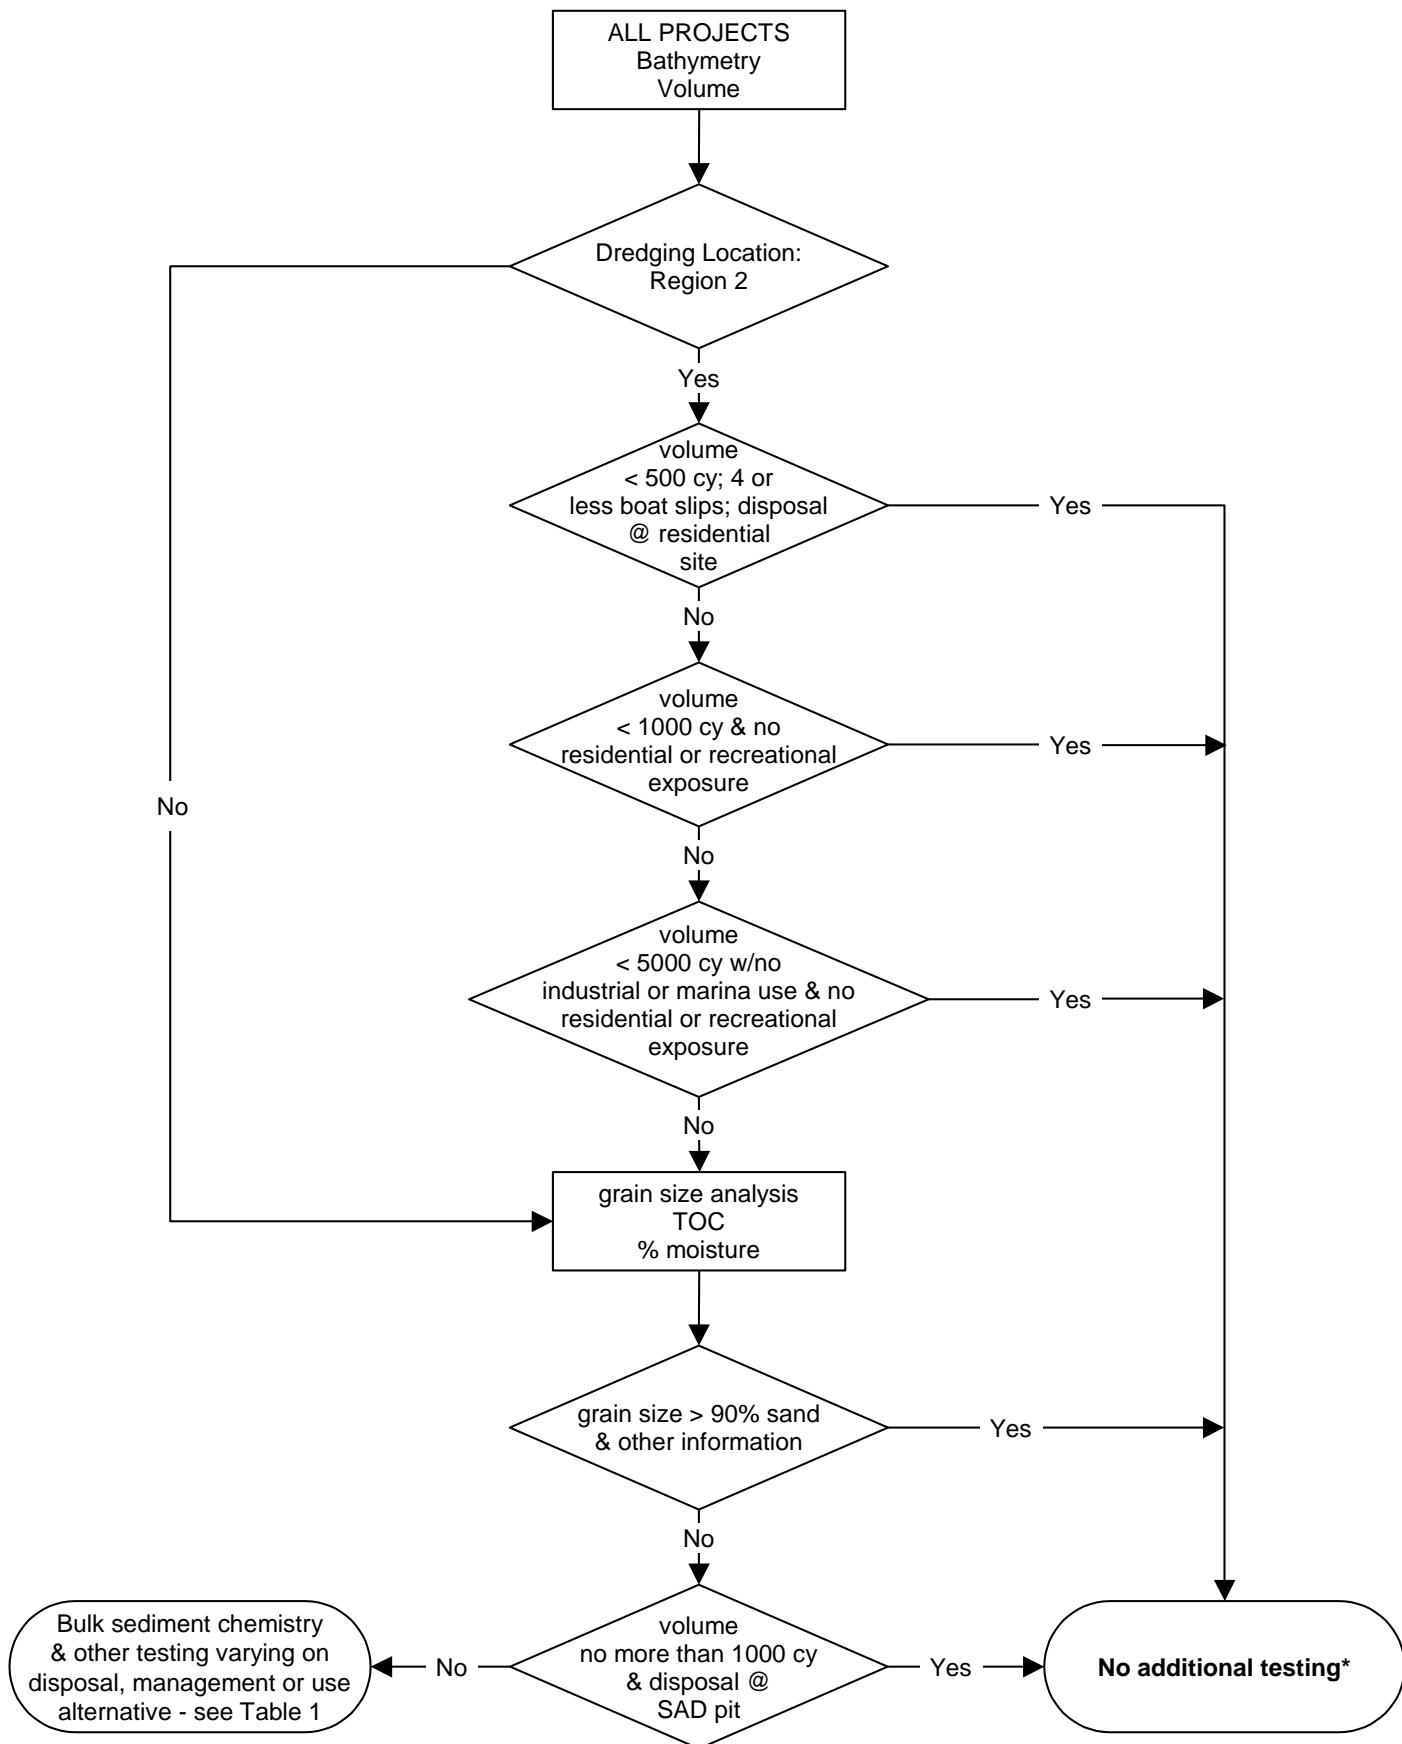 ALL PROJECTS
Bathymetry
Volume
Dredging Location:
Region 2
Yes
volume
< 500 cy; 4 or
less boat slips; disposal
@ residential
site
Yes
No
volume
< 1000 cy & no
residential or recreational
exposure
Yes
No
No
volume
< 5000 cy w/no
industrial or marina use & no
residential or recreational
exposure
Yes
No
grain size analysis
TOC
% moisture
grain size > 90% sand
& other information
Yes
No
Bulk sediment chemistry
& other testing varying on
disposal, management or use
alternative - see Table 1
No
volume
no more than 1000 cy
& disposal @
SAD pit
Yes
No additional testing*